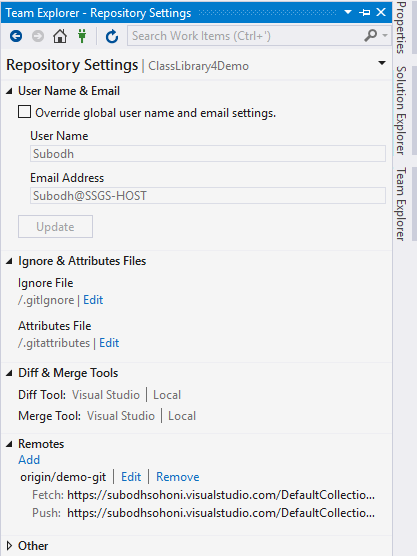 Team Explorer - Repository Settings
Search Work Items (Ctrl+')
Repository Settings | ClassLibrary4Demo
User Name & Email
Override global user name and email settings.
User Name
Subodh
Email Address
Subodh@SSGS-HOST
Update
Ignore & Attributes Files
Ignore File
/.gitIgnore | Edit
Attributes File
/.gitattributes | Edit
Diff & Merge Tools
Diff Tool: Visual Studio | Local
Merge Tool: Visual Studio | Local
Remotes
Add
origin/demo-git | Edit | Remove
Fetch: https://subodhsohoni.visualstudio.com/DefaultCollectio...
Push: https://subodhsohoni.visualstudio.com/DefaultCollectio...
Other
Properties
Solution Explorer
Team Explorer